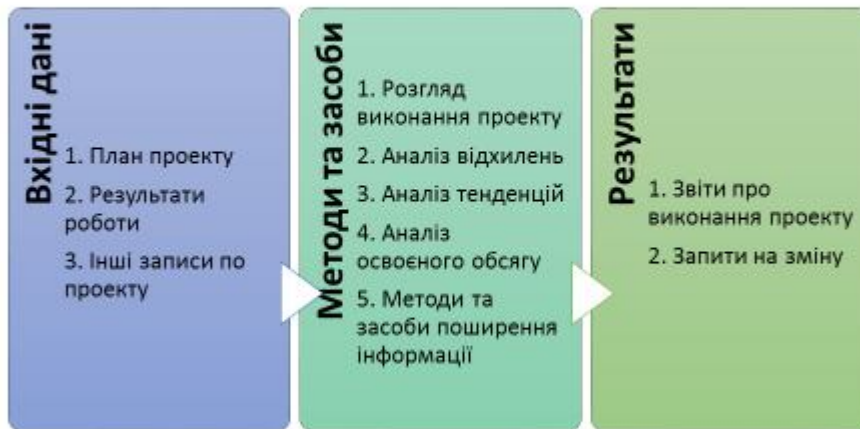 Вхідні дані
1. План проекту
2. Результати
роботи
3. Інші записи по
проекту
Методи та засоби
1. Розгляд
виконання проекту
2. Аналіз відхилень
3. Аналіз тенденцій
4. Аналіз
освоєного обсягу
5. Методи та
засоби поширення
інформації
Результати
1. Звіти про
виконання проекту
2. Запити на зміну